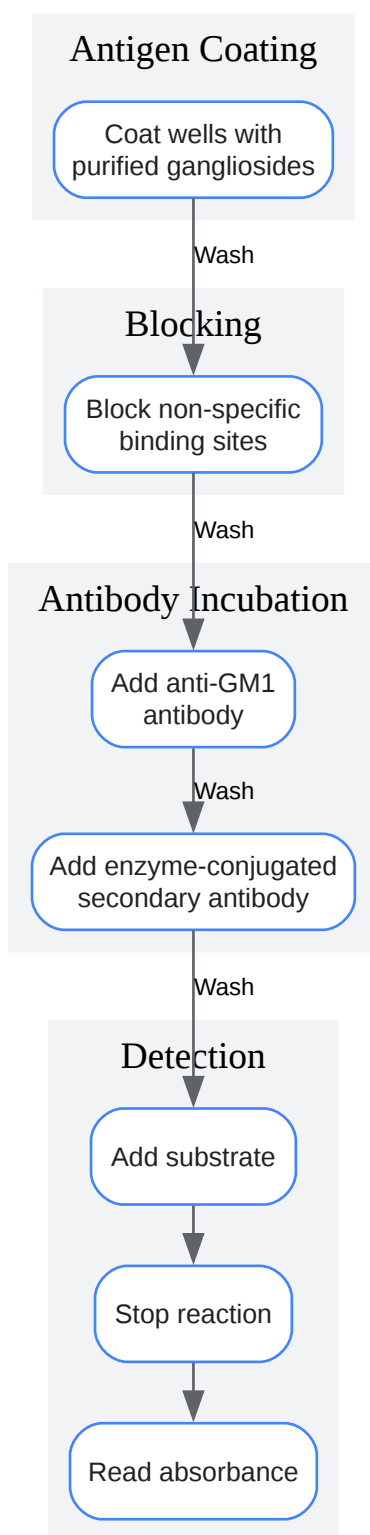 Antigen Coating
Coat wells with
purified gangliosides
Wash
Blocking
Block non-specific
binding sites
Wash
Antibody Incubation
Add anti-GM1
antibody
Wash
Add enzyme-conjugated
secondary antibody
Wash
Detection
Add substrate
Stop reaction
Read absorbance